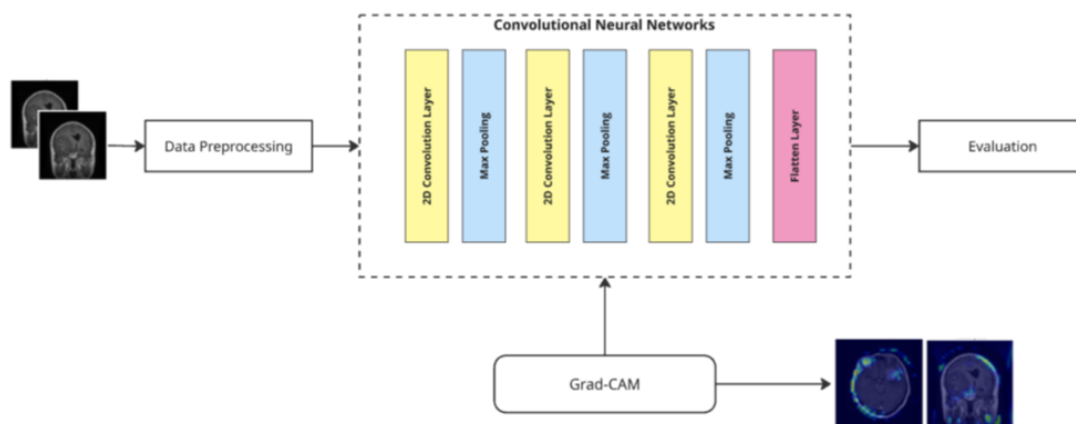 Convolutional Neural Networks
Data Preprocessing
2D Convolution Layer
Max Pooling
2D Convolution Layer
Max Pooling
2D Convolution Layer
Max Pooling
Flatten Layer
Evaluation
Grad-CAM